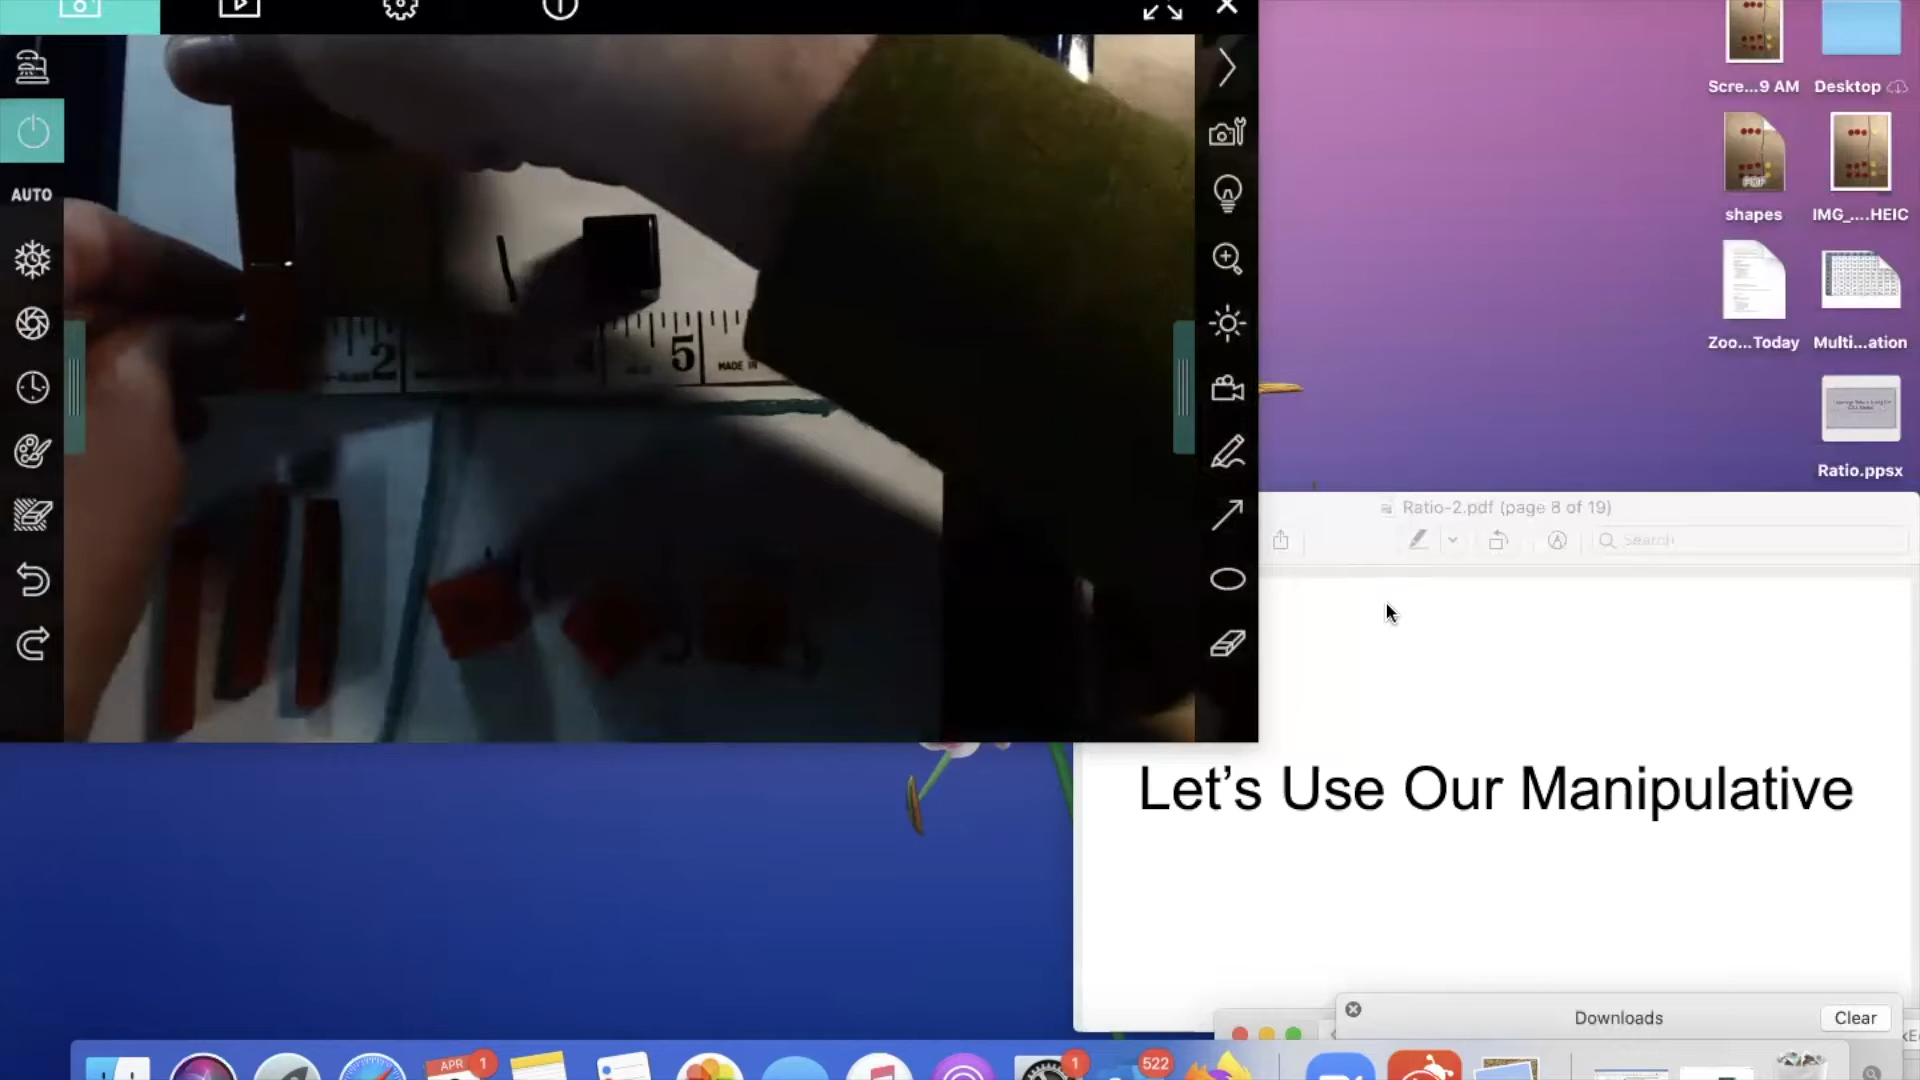 Scre...9 AM
Desktop
AUTO
PDF
shapes
IMG_....HEIC
2
5
MADE IN
Zoo...Today
Multi...ation
Ratio.ppsx
Ratio-2.pdf (page 8 of 19)
Search
Let's Use Our Manipulative
Downloads
Clear
APR
1
1
522